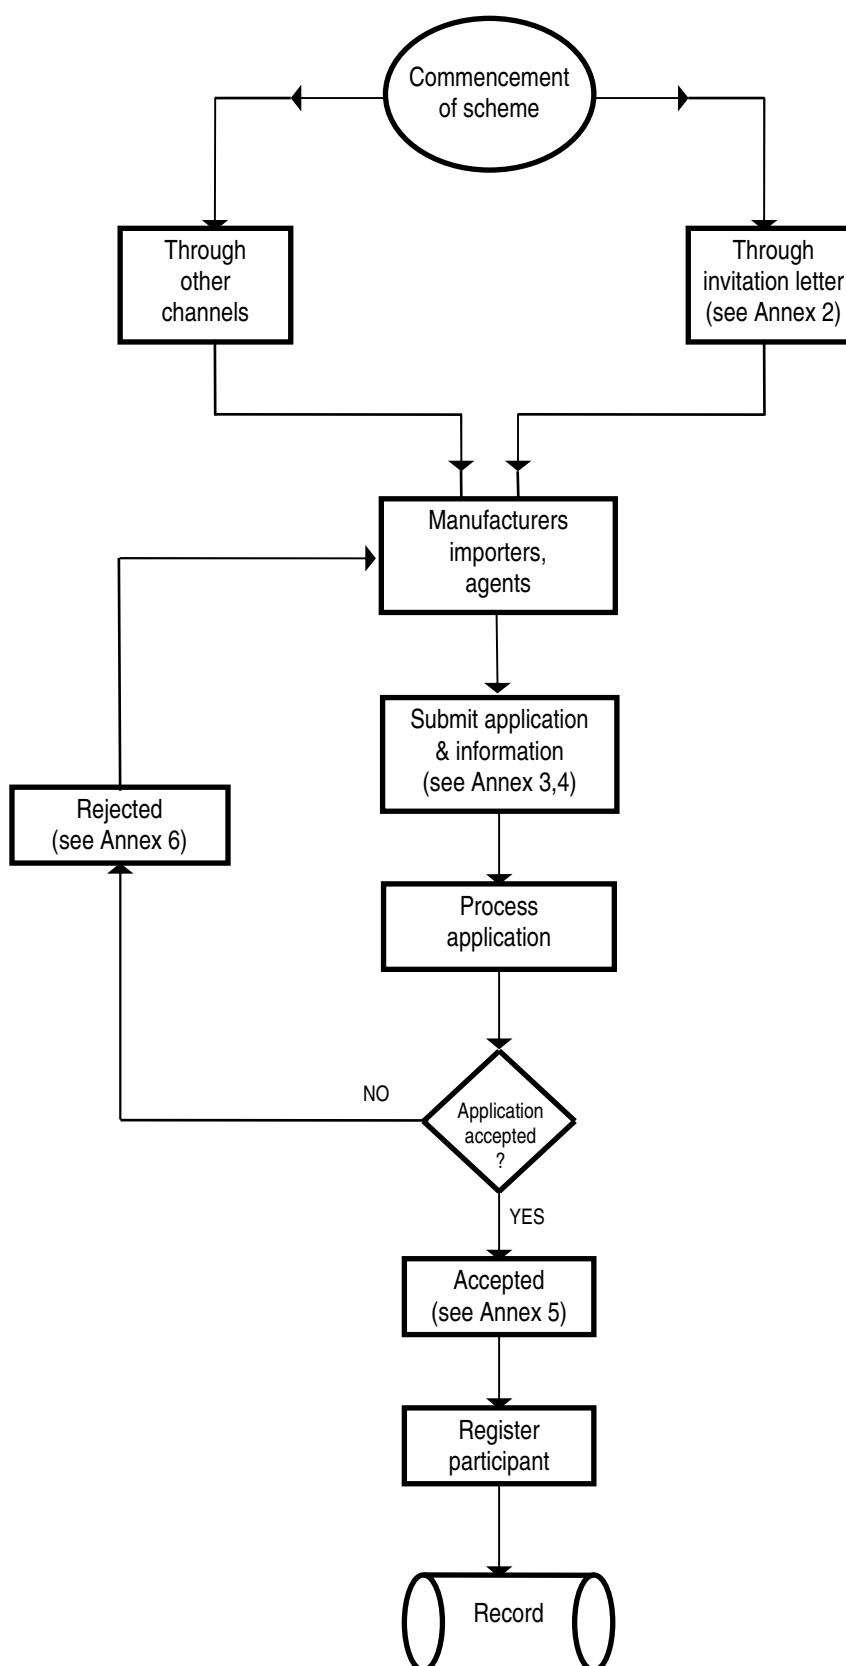 Commencement
of scheme
Through
other
channels
Through
invitation letter
(see Annex 2)
Manufacturers
importers,
agents
Submit application
& information
(see Annex 3,4)
Rejected
(see Annex 6)
Process
application
NO
Application
accepted
?
YES
Accepted
(see Annex 5)
Register
participant
Record